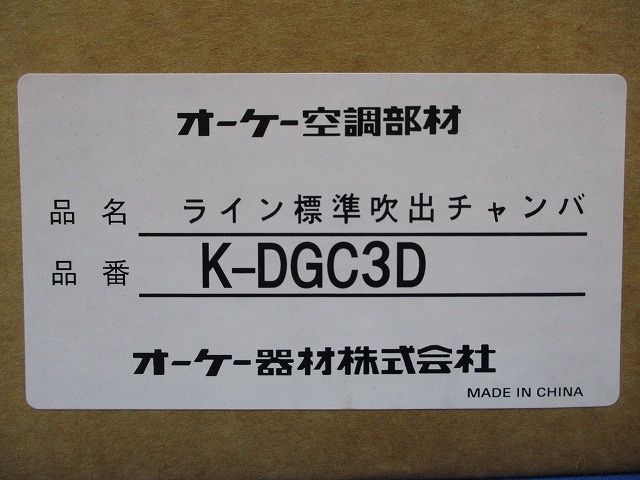 オーケー空調部材
品名 ライン標準吹出チャンバ
品番 K-DGC3D
オーケー器材株式会社
MADE IN CHINA